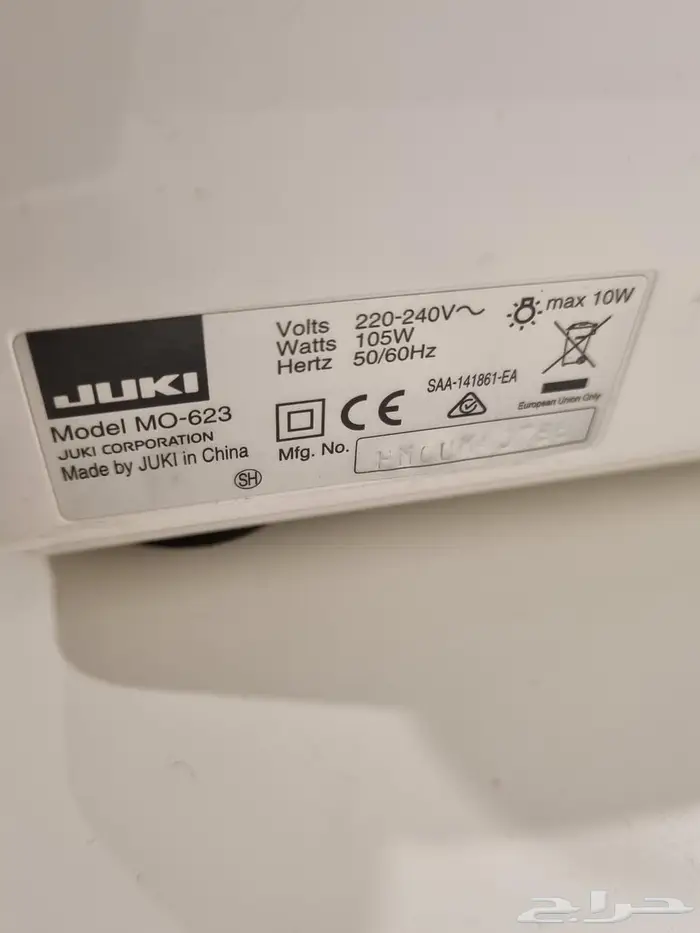 JUKI
Model MO-623
JUKI CORPORATION
Made by JUKI in China
SH
Volts 220-240V~
Watts 105W
Hertz 50/60Hz
max 10W
CE
SAA-141861-EA
European Union Only
Mfg. No.
حراج